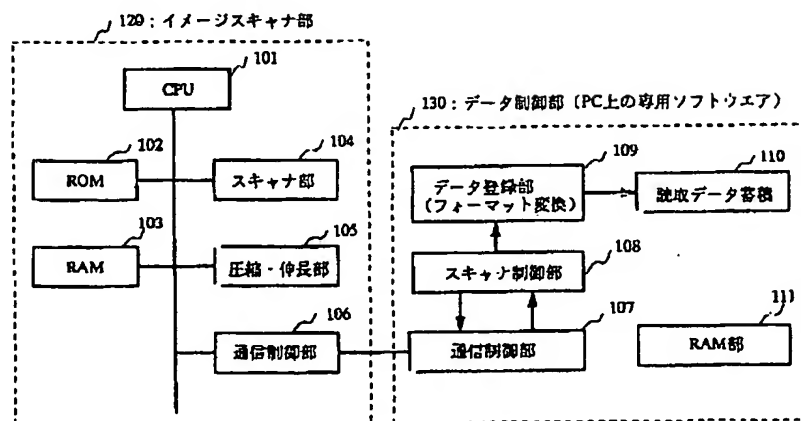 120：イメージスキャナ部
101
CPU
102
ROM
104
スキャナ部
103
RAM
105
圧縮・伸長部
106
通信制御部
130：データ制御部（PC上の専用ソフトウエア）
109
データ登録部
（フォーマット変換）
110
読取データ蓄積
スキャナ制御部
108
107
通信制御部
111
RAM部